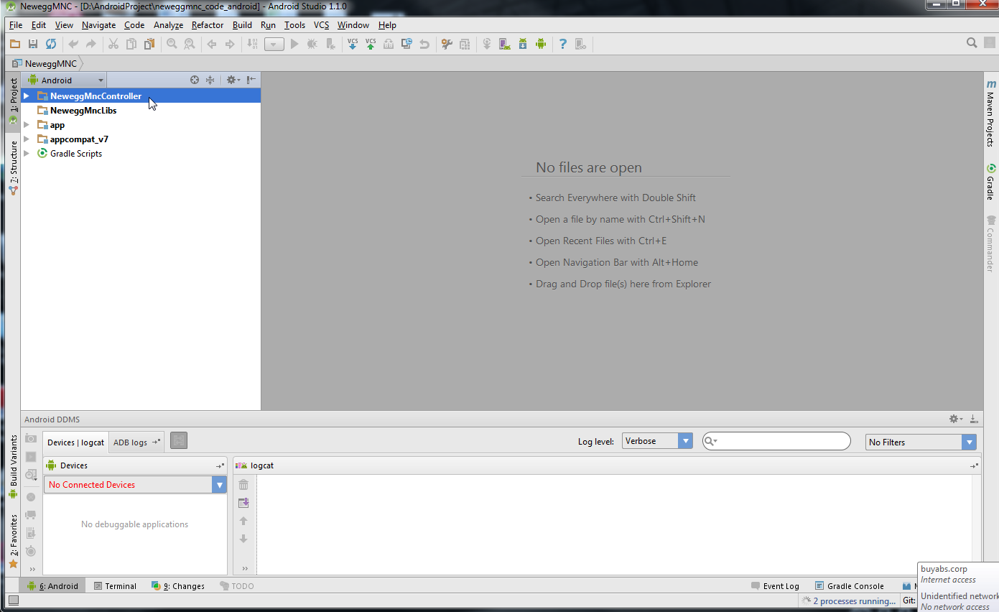 NeweggMNC - [D:\AndroidProject\neweggmnc_code_android] - Android Studio 1.1.0
File Edit View Navigate Code Analyze Refactor Build Run Tools VCS Window Help
VCS VCS
NeweggMNC
1: Project
7: Structure
Build Variants
2: Favorites
Android
NeweggMncController
NeweggMncLibs
app
appcompat_v7
Gradle Scripts
No files are open
• Search Everywhere with Double Shift
• Open a file by name with Ctrl+Shift+N
• Open Recent Files with Ctrl+E
• Open Navigation Bar with Alt+Home
• Drag and Drop file(s) here from Explorer
m
Maven Projects
Gradle
Commander
Android DDMS
Devices | logcat ADB logs Log level: Verbose No Filters
Devices logcat
No Connected Devices
No debuggable applications
6: Android Terminal 9: Changes TODO Event Log Gradle Console
2 processes running... Git:
buyabs.corp
Internet access
Unidentified network
No network access